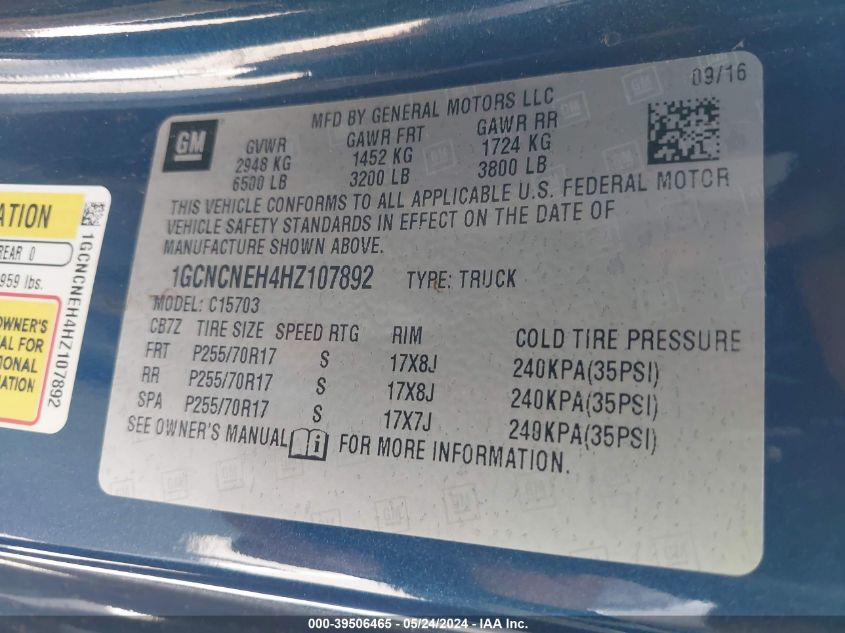 09/16
MFD BY GENERAL MOTORS LLC
GM
GVWR GAWR FRT GAWR RR
2948 KG 1452 KG 1724 KG
6500 LB 3200 LB 3800 LB
THIS VEHICLE CONFORMS TO ALL APPLICABLE U.S. FEDERAL MOTOR
VEHICLE SAFETY STANDARDS IN EFFECT ON THE DATE OF
MANUFACTURE SHOWN ABOVE.
1GCNCNEH4HZ107892 TYPE: TRUCK
MODEL: C15703
CB7Z TIRE SIZE SPEED RTG RIM COLD TIRE PRESSURE
FRT P255/70R17 S 17X8J 240KPA(35PSI)
RR P255/70R17 S 17X8J 240KPA(35PSI)
SPA P255/70R17 S 17X7J 240KPA(35PSI)
SEE OWNER'S MANUAL i FOR MORE INFORMATION.
ATION
REAR 0
959 lbs.
OWNER'S
AL FOR
IONAL
ATION
1GCNCNEH4HZ107892
000-39506465 - 05/24/2024 - IAAI.com